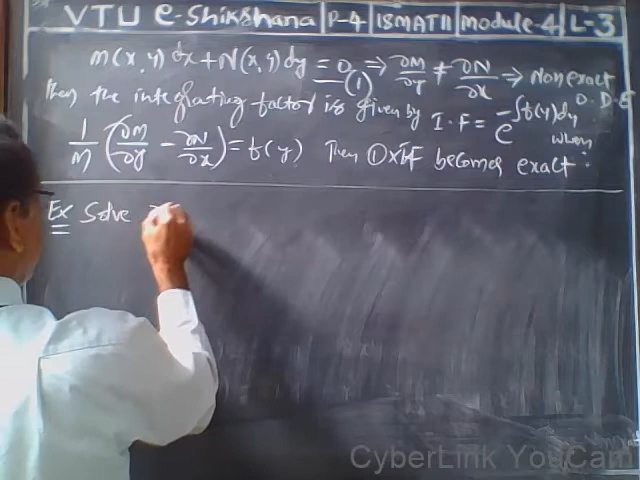 VTU e-Shikshana P-4 18MAT11 Module-4 L-3
M(x,y)dx+N(x,y)dy=0 ⇒ ∂M/∂y ≠ ∂N/∂x ⇒ Non exact
(1) O.D.E
Then the integrating factor is given by I.F = e^(-∫f(y)dy)
when
1/M (∂M/∂y - ∂N/∂x) = f(y) Then ①×IF becomes exact.
Ex Solve
CyberLink YouCam